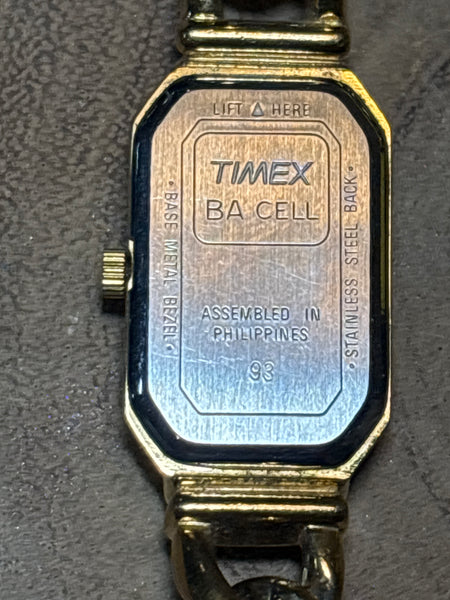 LIFT △ HERE
TIMEX
BA CELL
• BASE METAL BEZEL •
• STAINLESS STEEL BACK •
ASSEMBLED IN
PHILIPPINES
93